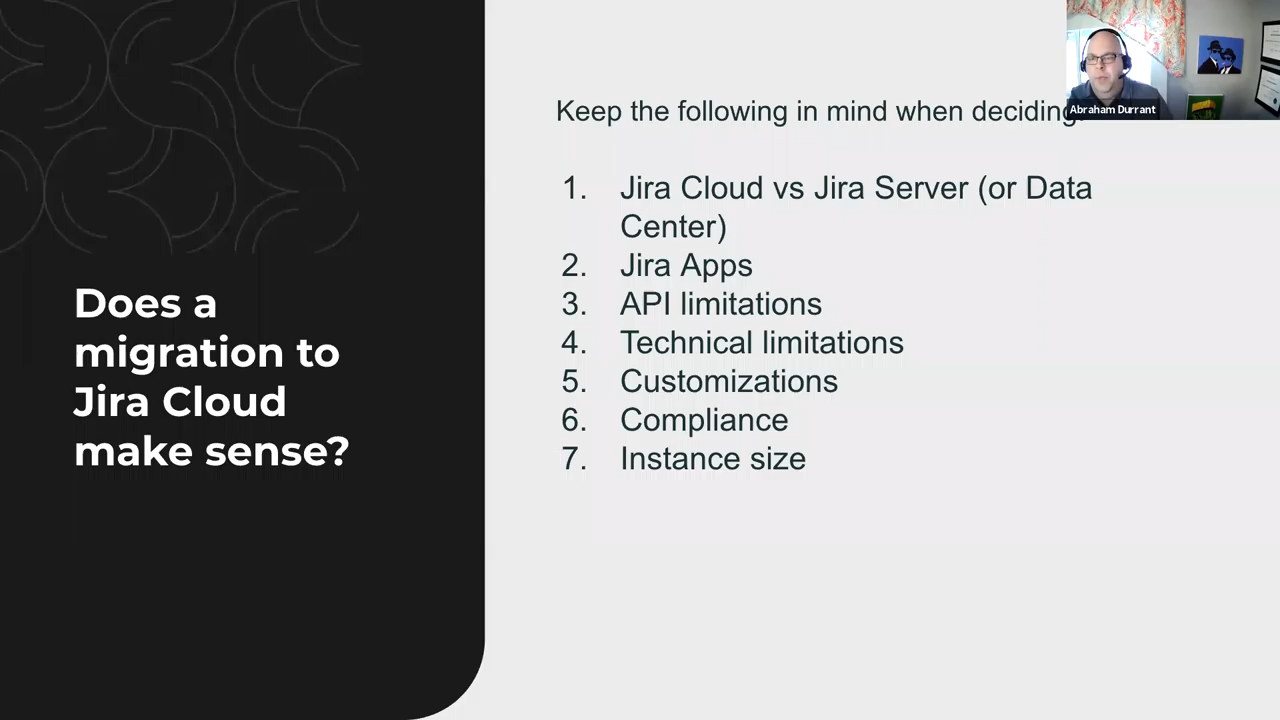 Does a
migration to
Jira Cloud
make sense?
Keep the following in mind when deciding:
1. Jira Cloud vs Jira Server (or Data
Center)
2. Jira Apps
3. API limitations
4. Technical limitations
5. Customizations
6. Compliance
7. Instance size
Abraham Durrant